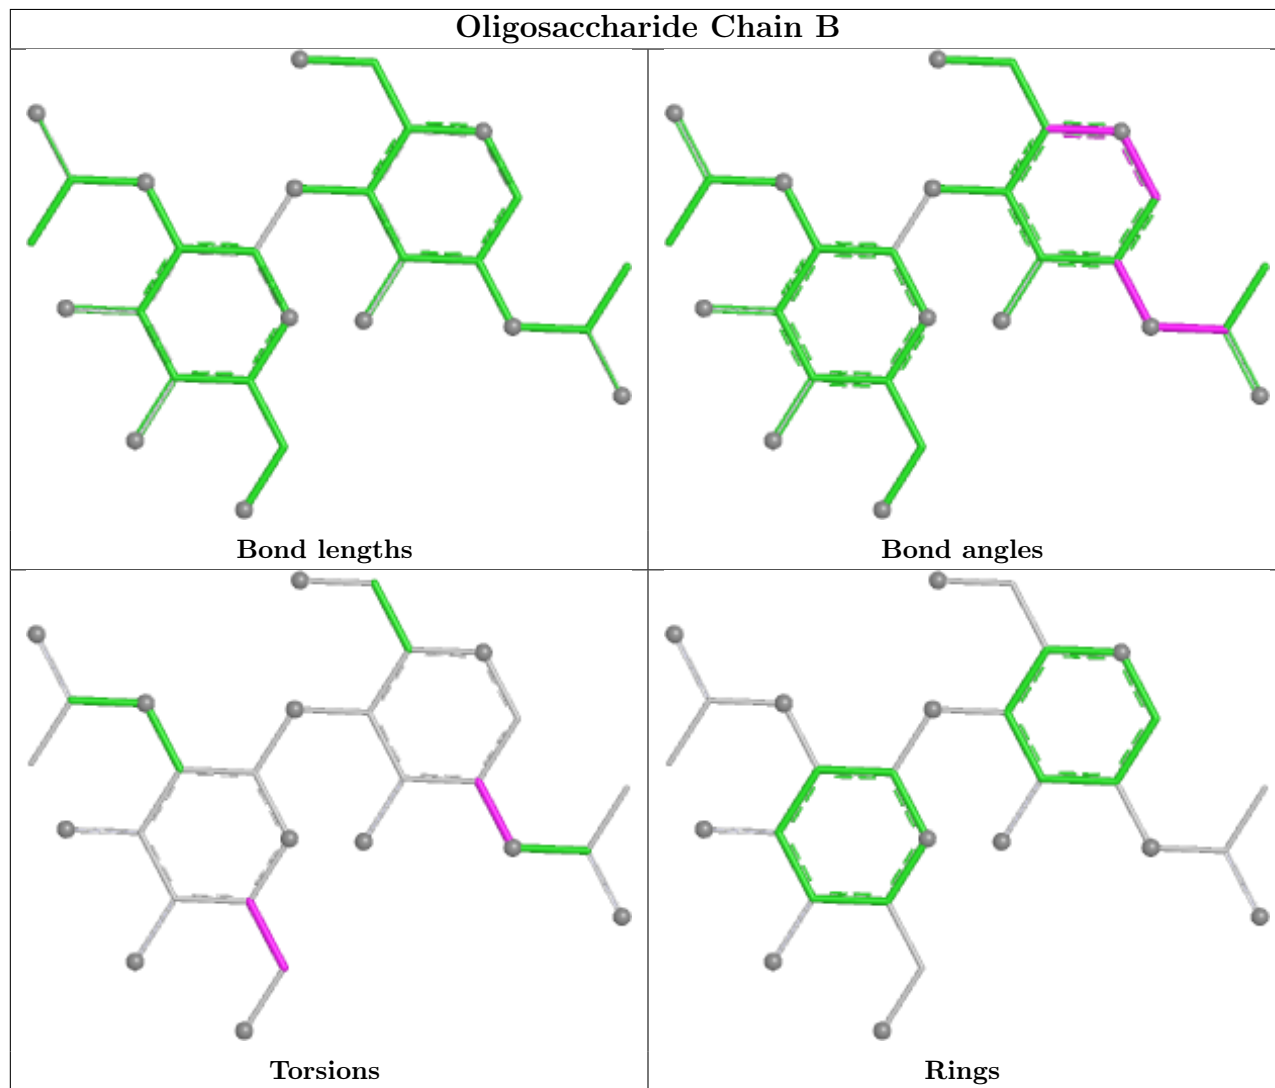 Oligosaccharide Chain B
Bond lengths
Bond angles
Torsions
Rings